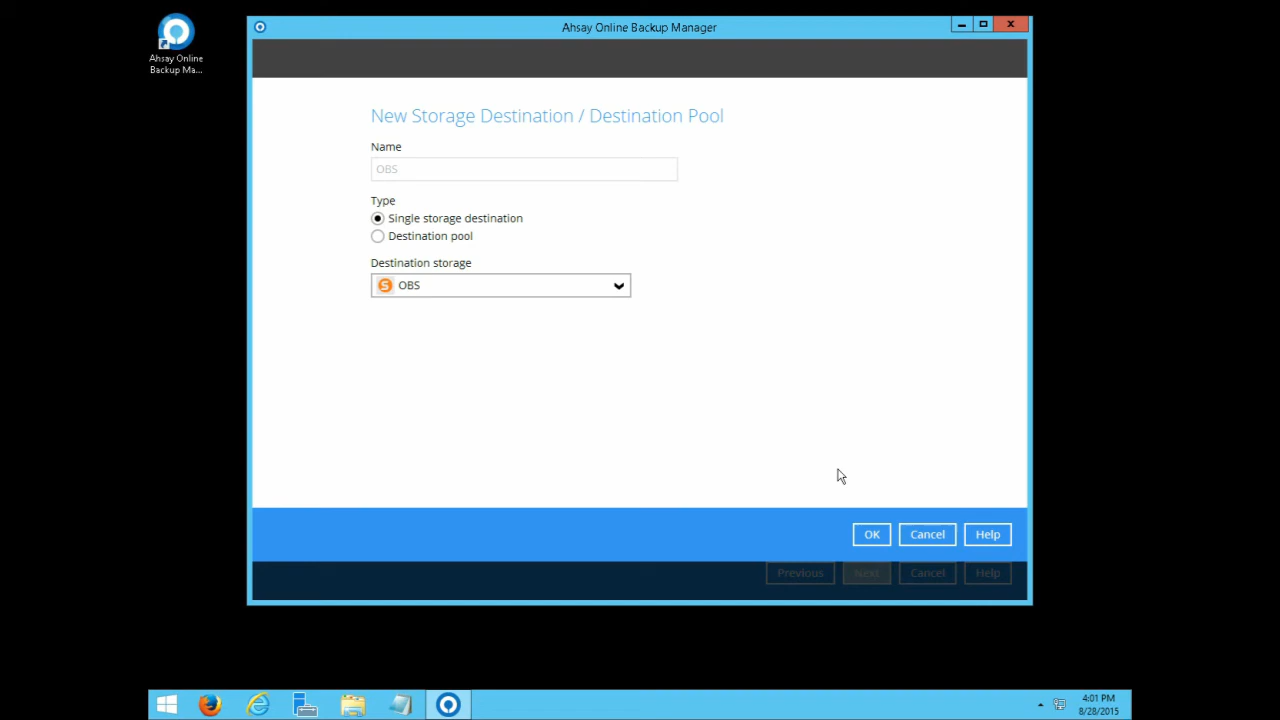 Ahsay Online
Backup Ma...
Ahsay Online Backup Manager
New Storage Destination / Destination Pool
Name
OBS
Type
Single storage destination
Destination pool
Destination storage
OBS
OK
Cancel
Help
Previous
Next
Cancel
Help
4:01 PM
8/28/2015